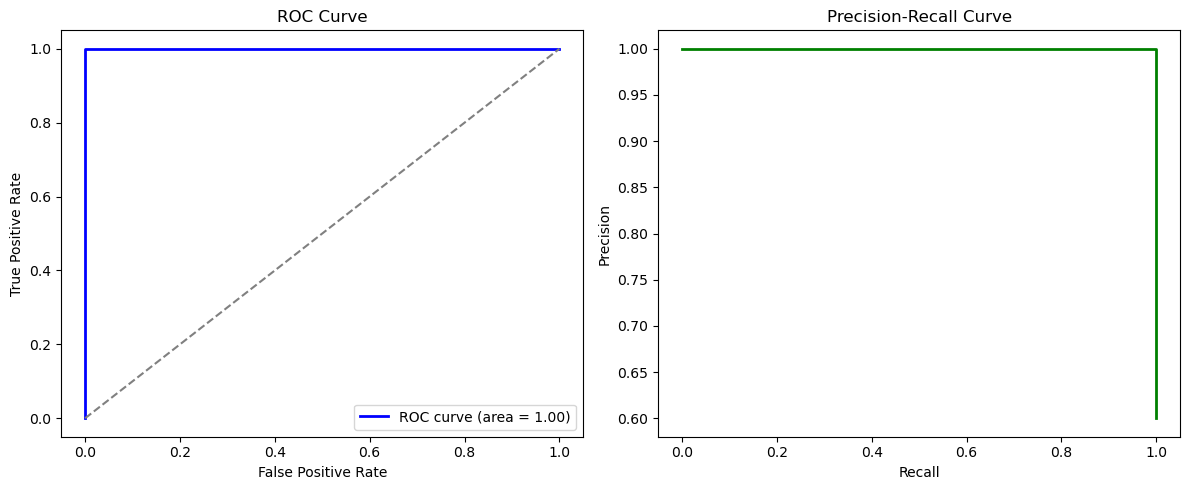 ROC Curve
True Positive Rate
1.0
0.8
0.6
0.4
0.2
0.0
ROC curve (area = 1.00)
0.0 0.2 0.4 0.6 0.8 1.0
False Positive Rate
Precision-Recall Curve
Precision
1.00
0.95
0.90
0.85
0.80
0.75
0.70
0.65
0.60
0.0 0.2 0.4 0.6 0.8 1.0
Recall